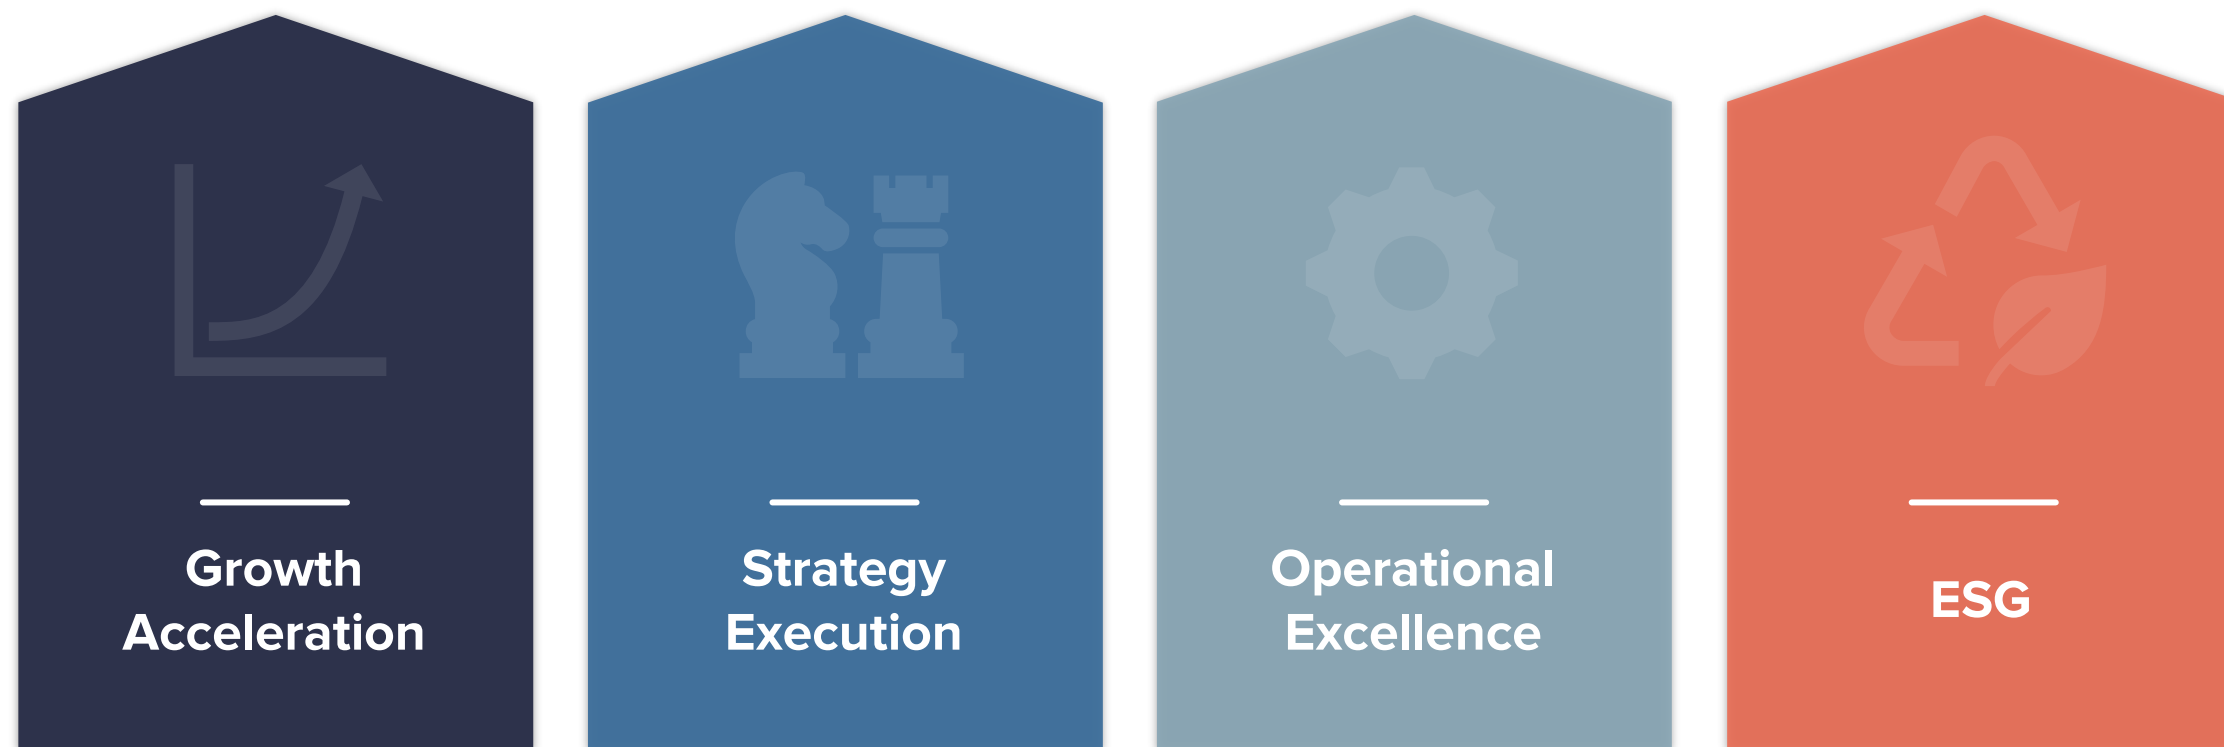 Growth
Acceleration
Strategy
Execution
Operational
Excellence
ESG